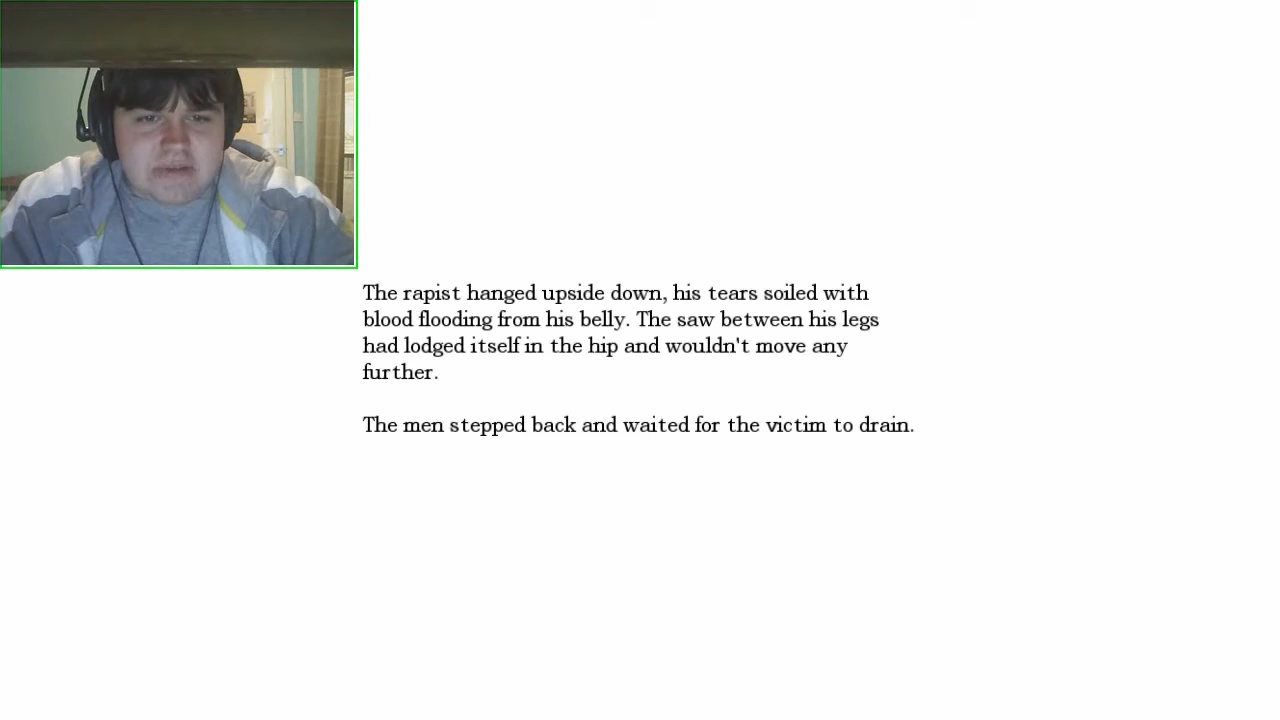 The rapist hanged upside down, his tears soiled with
blood flooding from his belly. The saw between his legs
had lodged itself in the hip and wouldn't move any
further.
The men stepped back and waited for the victim to drain.